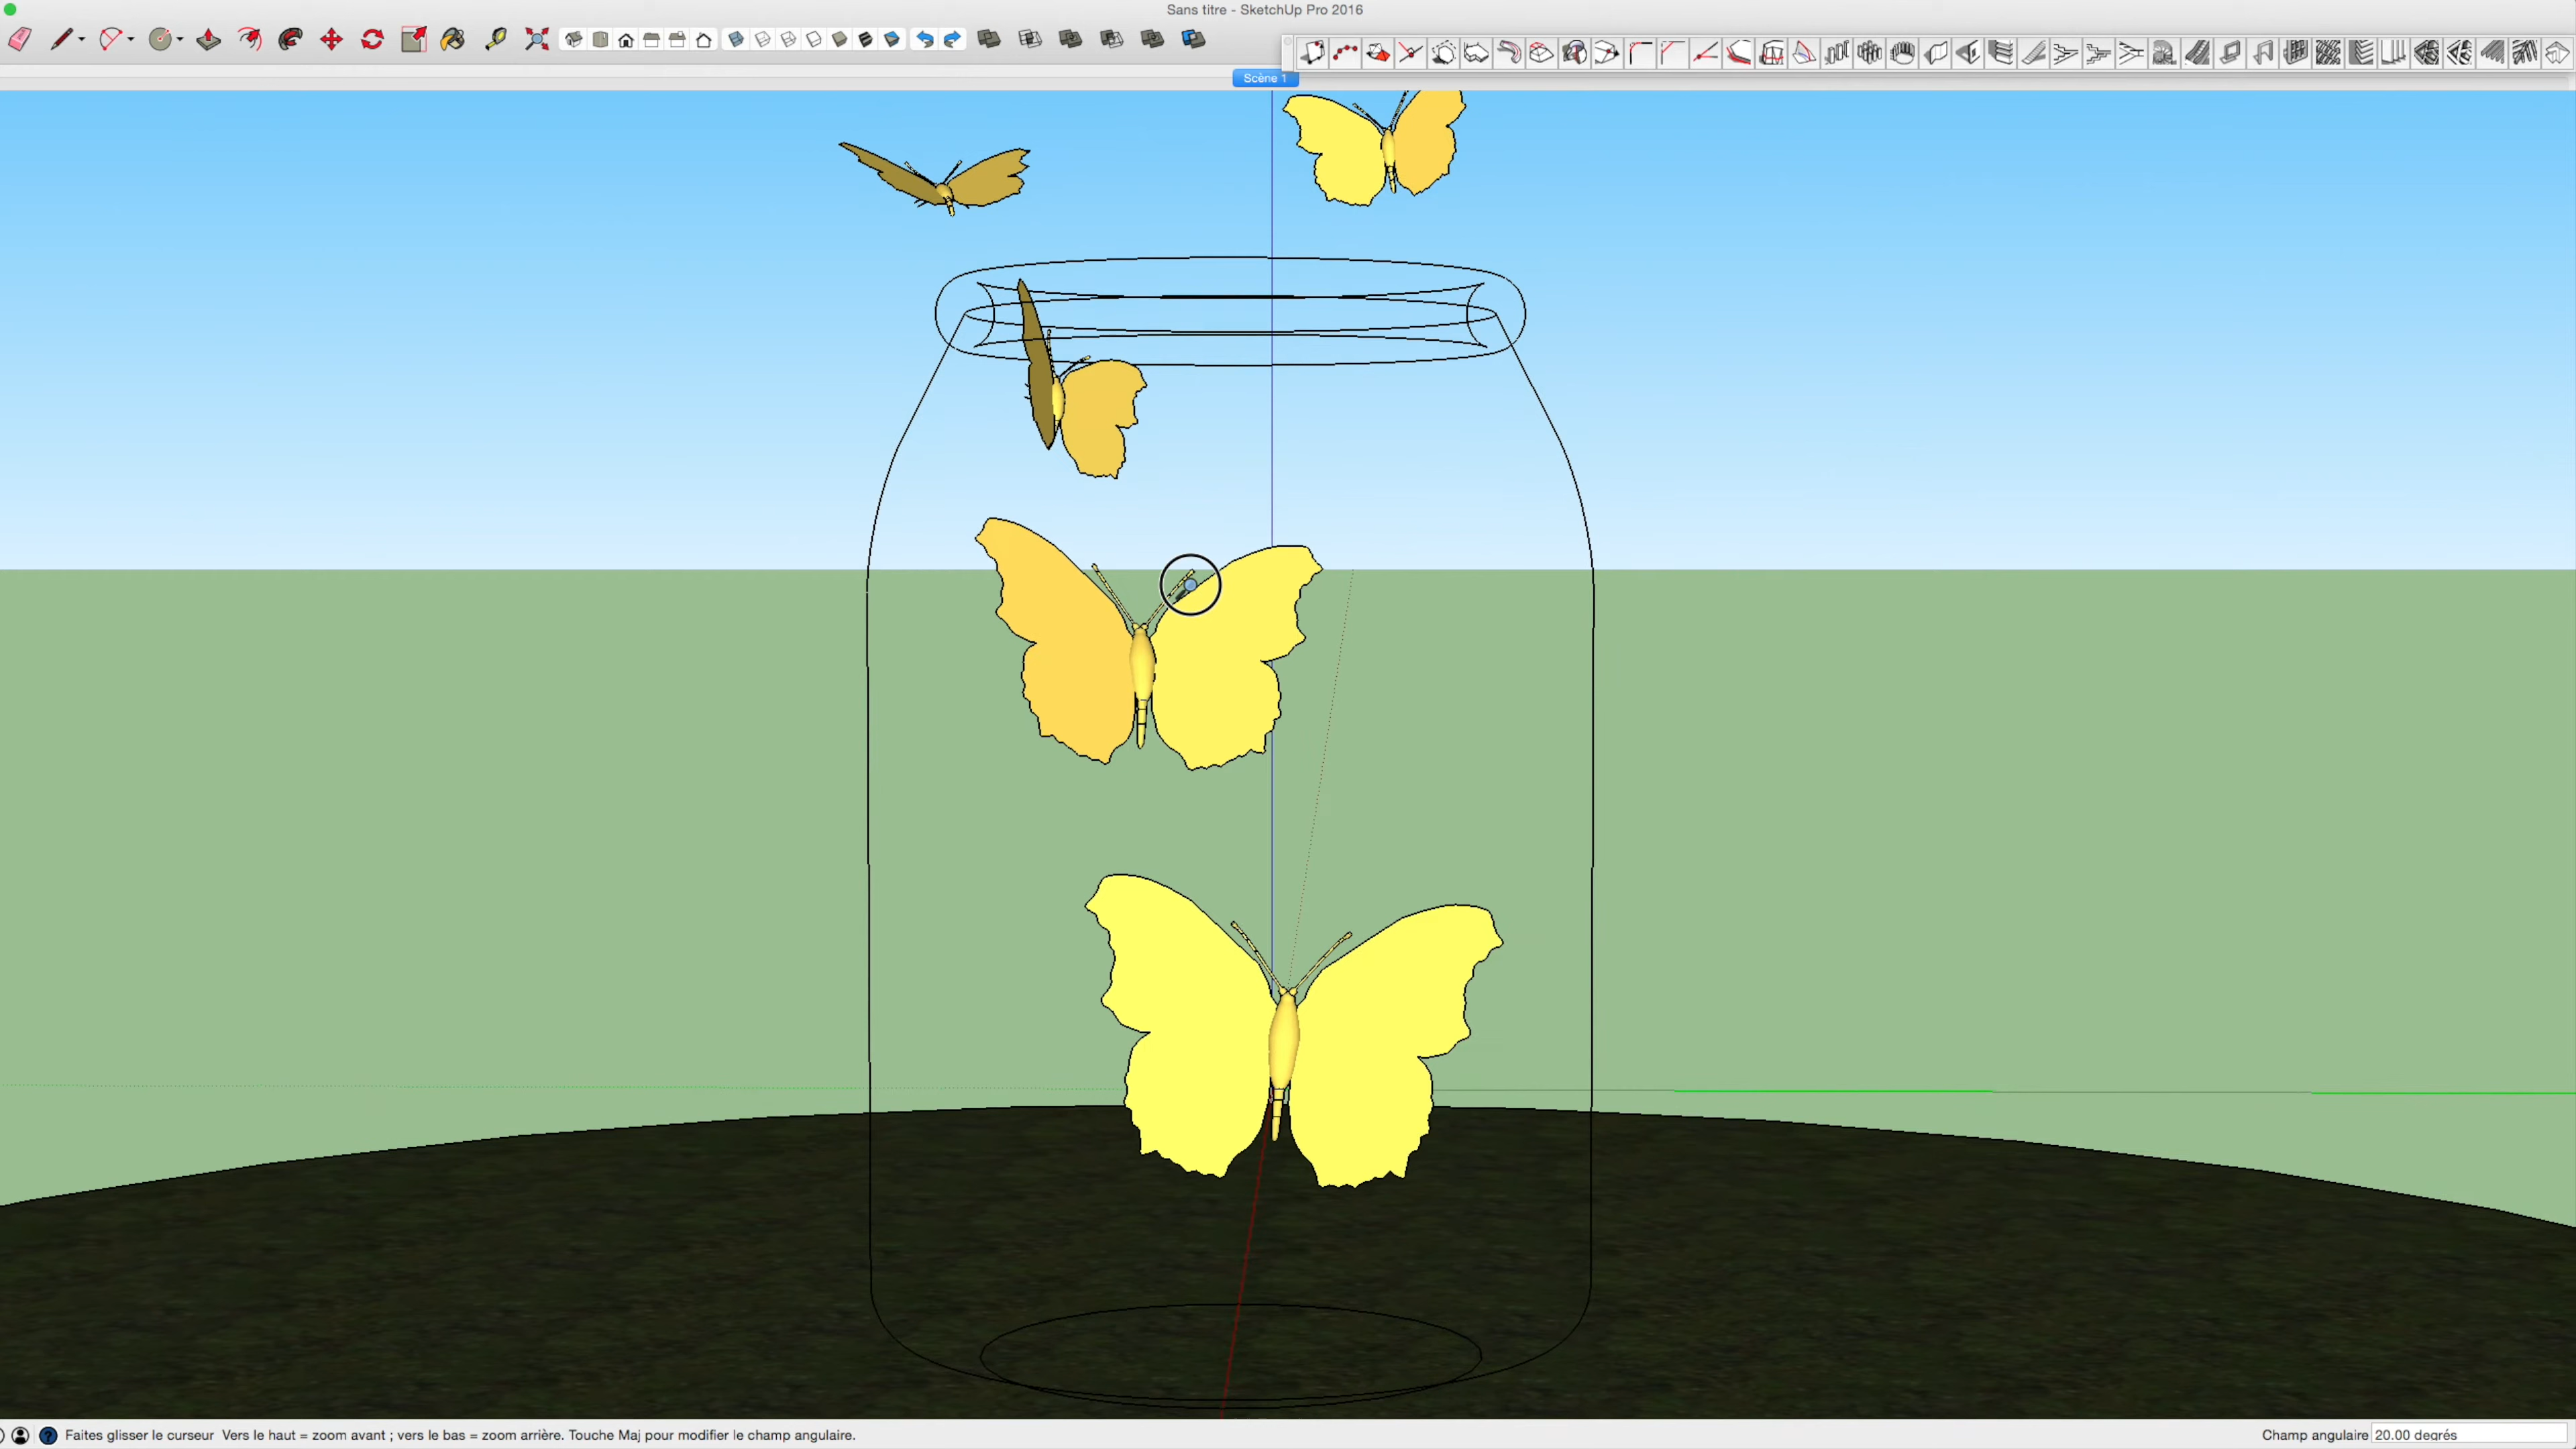 Sans titre - SketchUp Pro 2016
Scène 1
Faites glisser le curseur Vers le haut = zoom avant ; vers le bas = zoom arrière. Touche Maj pour modifier le champ angulaire.
Champ angulaire 20.00 degrés